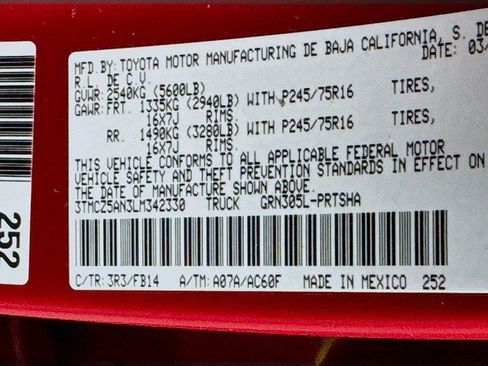 MFD.BY:TOYOTA MOTOR MANUFACTURING DE BAJA CALIFORNIA, S. DE
R.L. DE C.V. DATE: 03/
GVWR: 2540KG (5600LB)
GAWR: FRT. 1335KG (2940LB) WITH P245/75R16 TIRES,
16X7J RIMS.
RR. 1490KG (3280LB) WITH P245/75R16 TIRES,
16X7J RIMS.
THIS VEHICLE CONFORMS TO ALL APPLICABLE FEDERAL MOTOR
VEHICLE SAFETY AND THEFT PREVENTION STANDARDS IN EFFECT ON
THE DATE OF MANUFACTURE SHOWN ABOVE.
3TMC25AN3LM342330 TRUCK GRN305L-PRTSHA
C/TR: 3R3/FB14 A/TM: A07A/AC60F MADE IN MEXICO 252
252